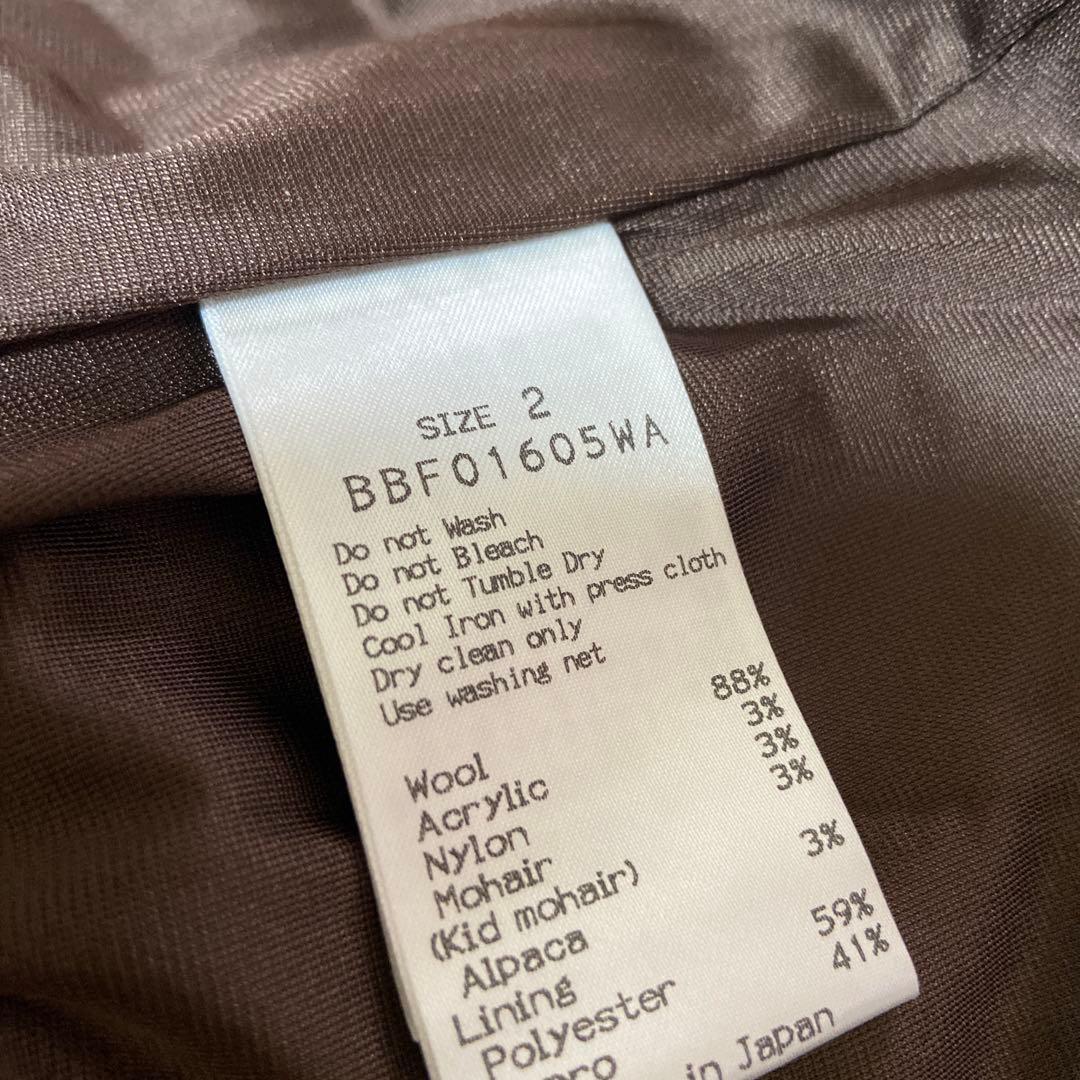 SIZE 2
BBF01605WA
Do not Wash
Do not Bleach
Do not Tumble Dry
Cool Iron with press cloth
Dry clean only
Use washing net
Wool 88%
Acrylic 3%
Nylon 3%
Mohair 3%
(Kid mohair)
Alpaca 3%
Lining
Polyester 59%
pro 41%
in Japan